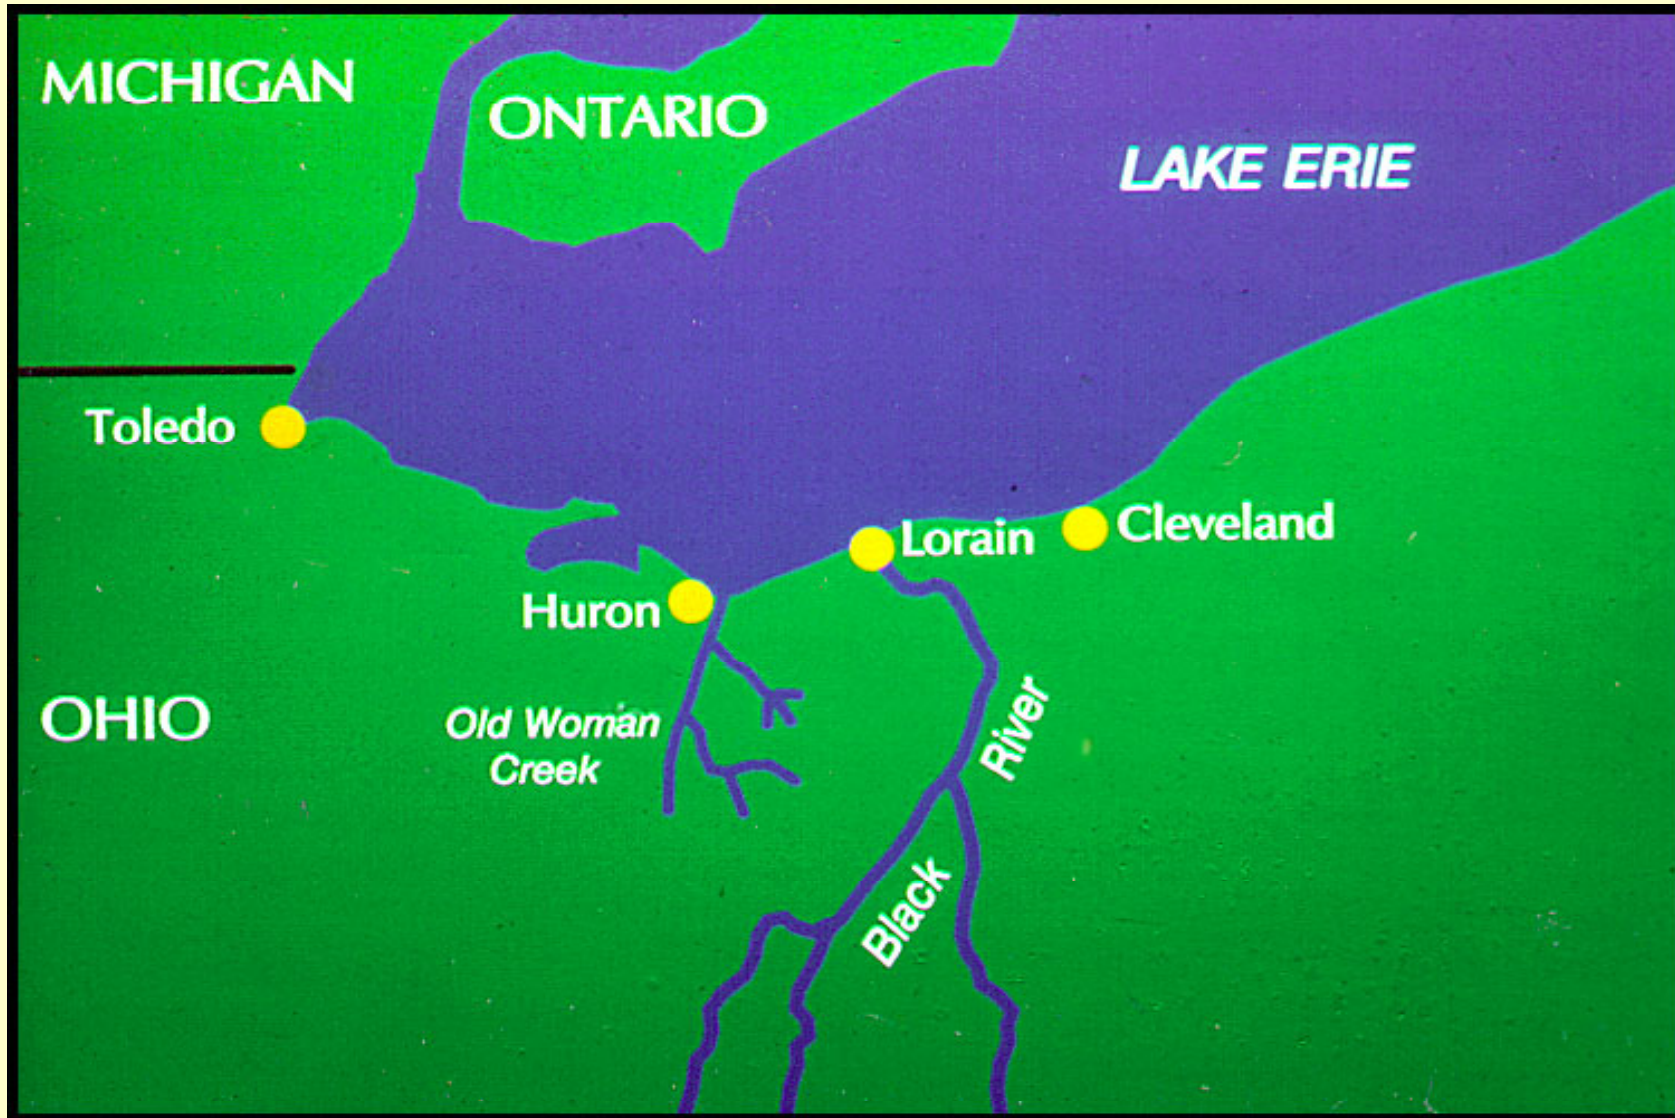 MICHIGAN
ONTARIO
LAKE ERIE
Toledo
Lorain
Cleveland
Huron
OHIO
Old Woman
Creek
River
Black